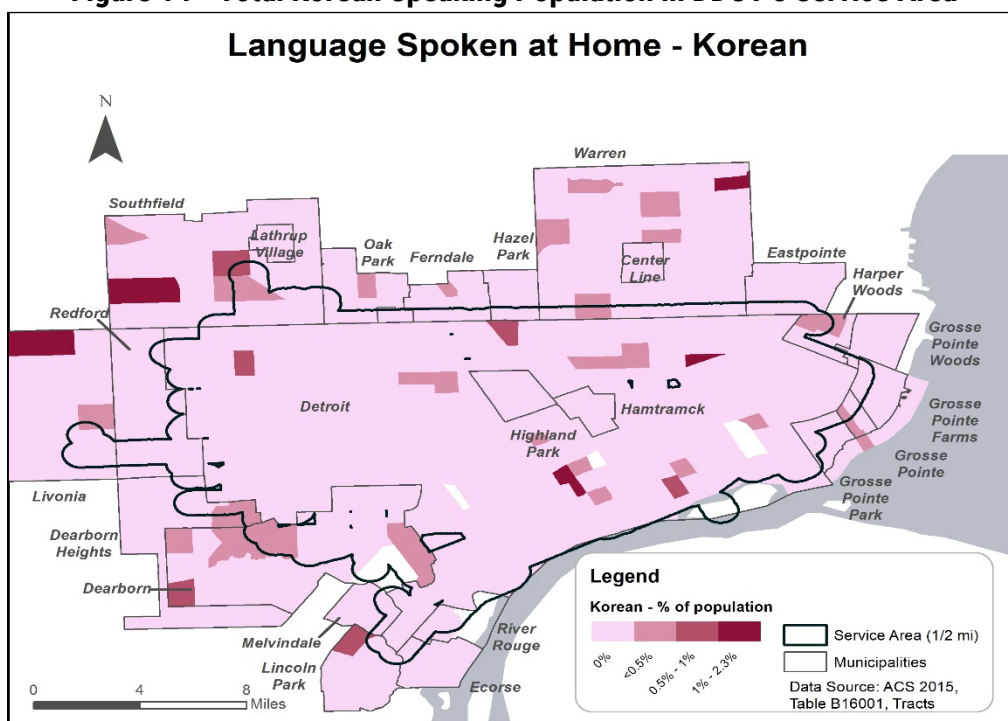 Language Spoken at Home - Korean
N
Warren
Southfield
Lathrup
Village
Oak
Park
Ferndale
Hazel
Park
Center
Line
Eastpointe
Harper
Woods
Redford
Grosse
Pointe
Woods
Detroit
Hamtramck
Highland
Park
Grosse
Pointe
Farms
Grosse
Pointe
Grosse
Pointe
Park
Livonia
Dearborn
Heights
Dearborn
Melvindale
Lincoln
Park
River
Rouge
Ecorse
Legend
Korean - % of population
0%
<0.5%
0.5% - 1%
1% - 2.3%
Service Area (1/2 mi)
Municipalities
Data Source: ACS 2015,
Table B16001, Tracts
0 4 8
Miles